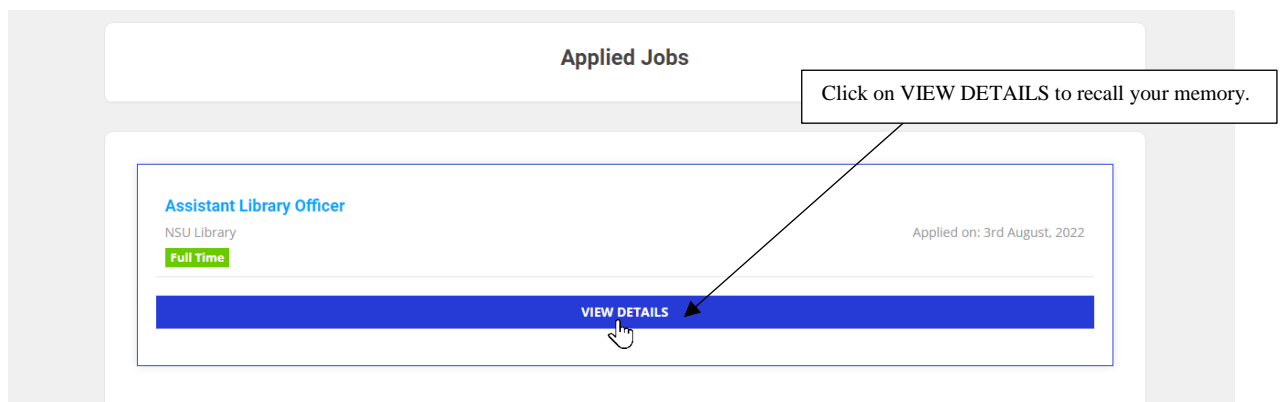 Applied Jobs
Click on VIEW DETAILS to recall your memory.
Assistant Library Officer
NSU Library
Applied on: 3rd August, 2022
Full Time
VIEW DETAILS